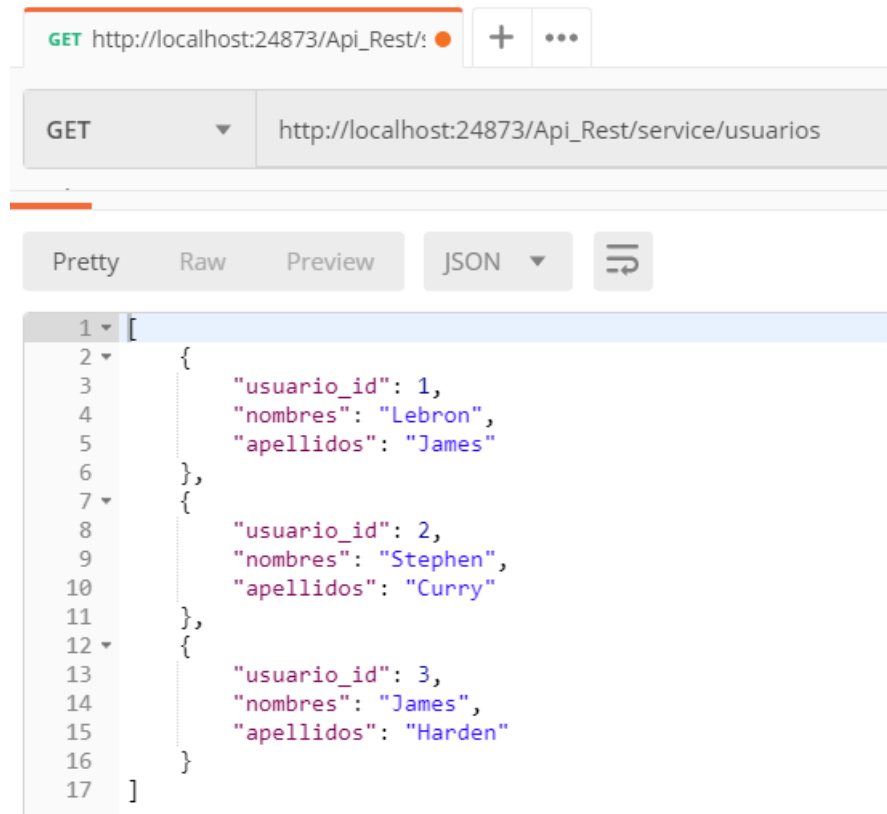 GET http://localhost:24873/Api_Rest/s
GET http://localhost:24873/Api_Rest/service/usuarios
Pretty Raw Preview JSON
1 [
2 {
3 "usuario_id": 1,
4 "nombres": "Lebron",
5 "apellidos": "James"
6 },
7 {
8 "usuario_id": 2,
9 "nombres": "Stephen",
10 "apellidos": "Curry"
11 },
12 {
13 "usuario_id": 3,
14 "nombres": "James",
15 "apellidos": "Harden"
16 }
17 ]